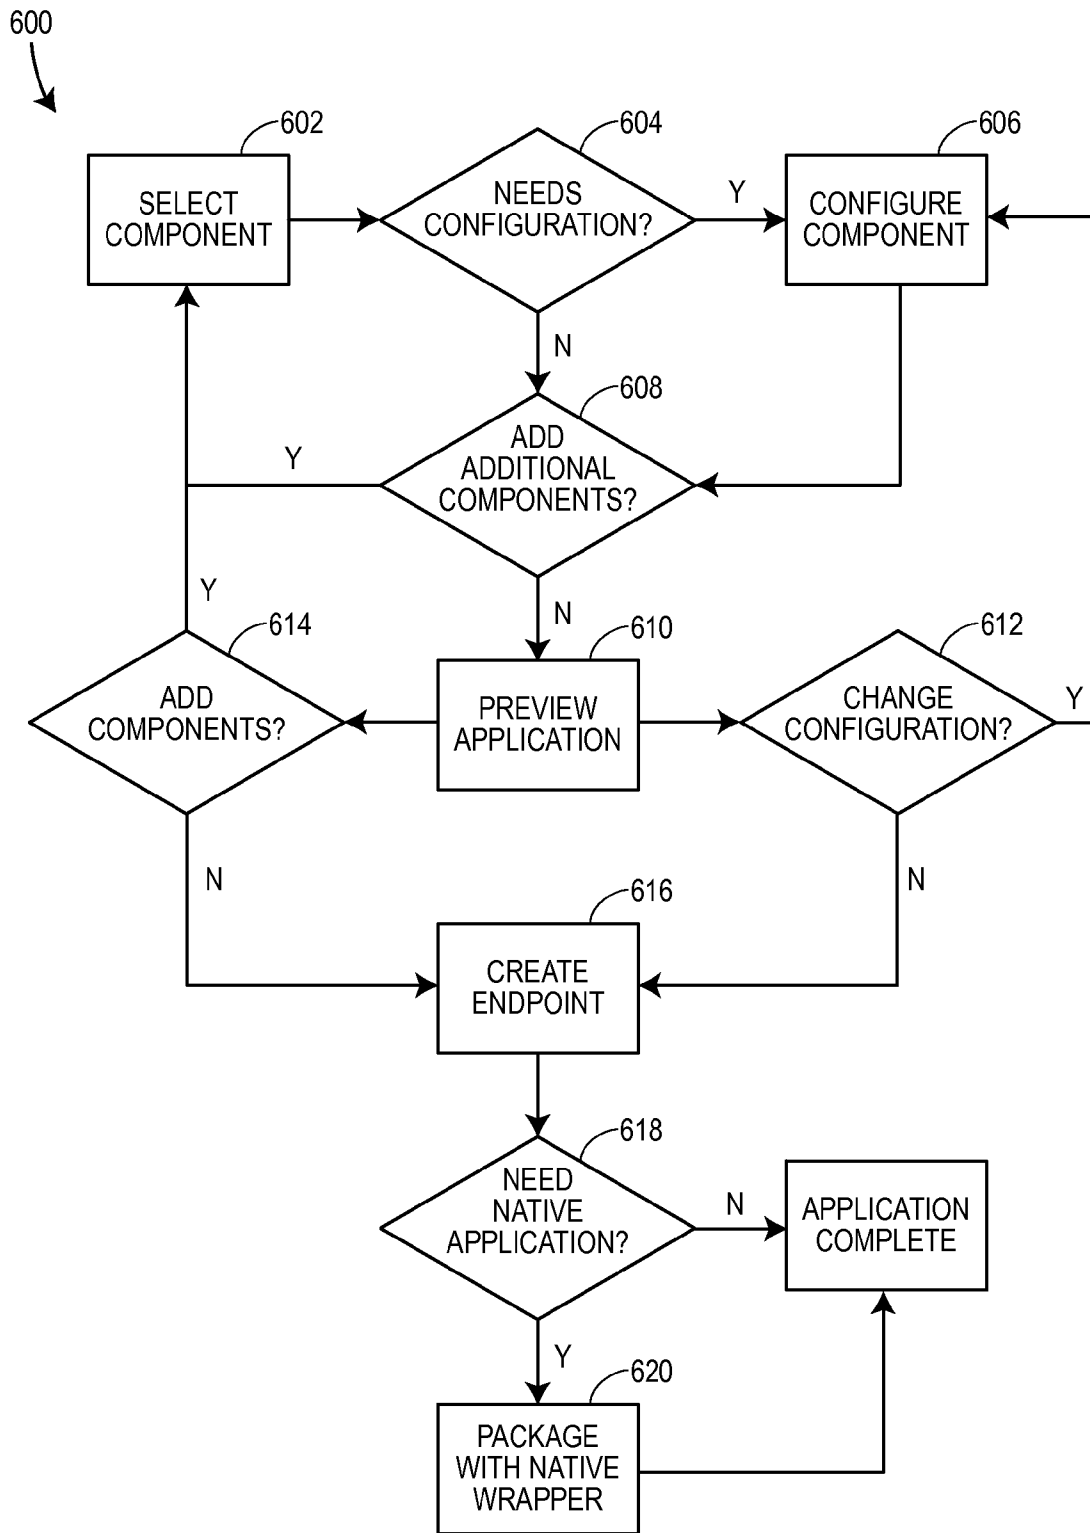 600
602
604
606
SELECT
COMPONENT
NEEDS
CONFIGURATION?
Y
CONFIGURE
COMPONENT
N
608
ADD
ADDITIONAL
COMPONENTS?
Y
Y
N
614
610
612
ADD
COMPONENTS?
PREVIEW
APPLICATION
CHANGE
CONFIGURATION?
Y
N
N
616
CREATE
ENDPOINT
618
NEED
NATIVE
APPLICATION?
N
APPLICATION
COMPLETE
Y
620
PACKAGE
WITH NATIVE
WRAPPER